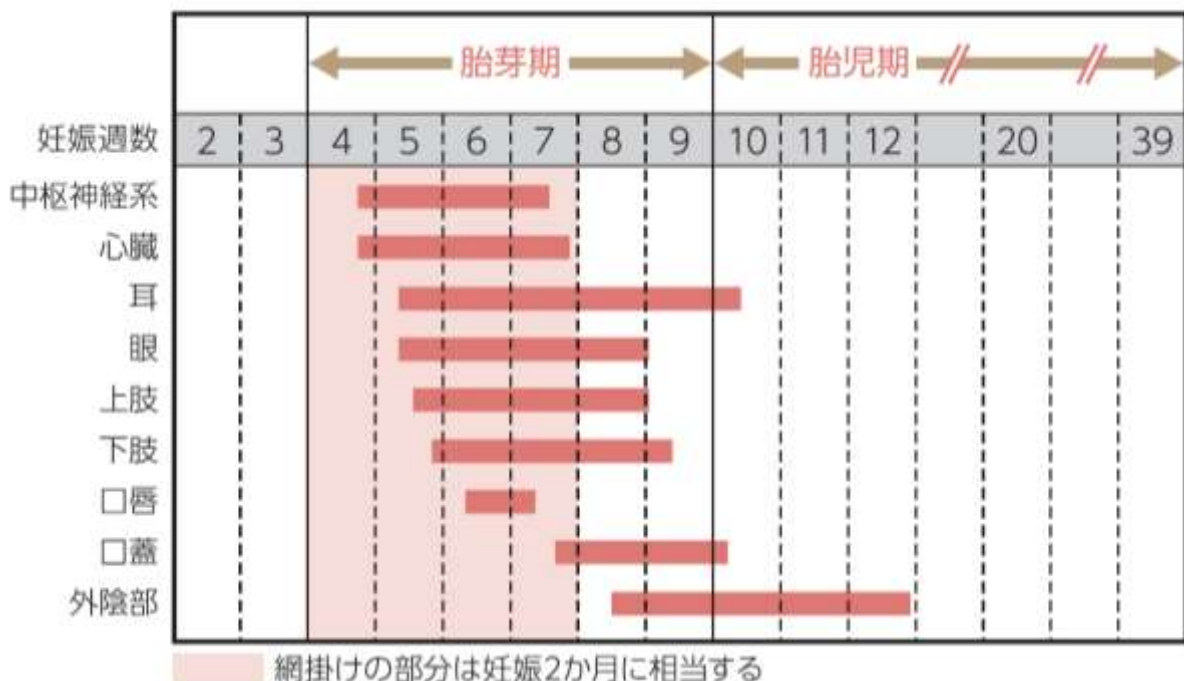 胎芽期 胎児期
妊娠週数 2 3 4 5 6 7 8 9 10 11 12 20 39
中枢神経系
心臓
耳
眼
上肢
下肢
口唇
口蓋
外陰部
網掛けの部分は妊娠2か月に相当する